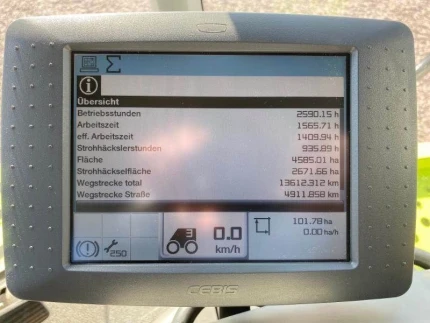 Übersicht
Betriebsstunden 2590.15 h
Arbeitszeit 1565.71 h
eff. Arbeitszeit 1409.94 h
Strohhäckslerstunden 935.89 h
Fläche 4585.01 ha
Strohhäckselfläche 2671.66 ha
Wegstrecke total 13612.312 km
Wegstrecke Straße 4911.858 km
250
3
0.0
km/h
101.78 ha
0.00 ha/h
CEBIS